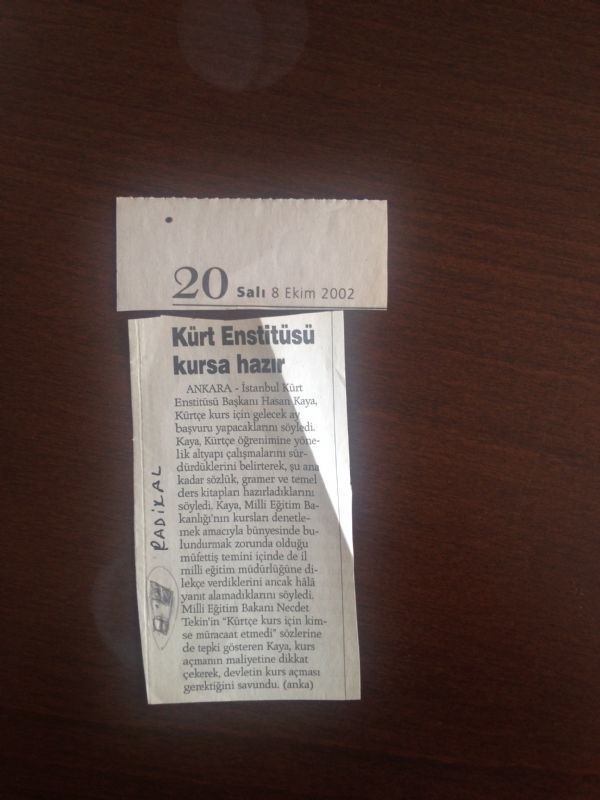 20 Salı 8 Ekim 2002
Kürt Enstitüsü
kursa hazır
ANKARA - İstanbul Kürt
Enstitüsü Başkanı Hasan Kaya,
Kürtçe kurs için gelecek ay
başvuru yapacaklarını söyledi.
Kaya, Kürtçe öğrenimine yöne-
lik altyapı çalışmalarını sür-
dürdüklerini belirterek, şu ana
kadar sözlük, gramer ve temel
ders kitapları hazırladıklarını
söyledi. Kaya, Milli Eğitim Ba-
kanlığı'nın kursları denetle-
mek amacıyla bünyesinde bu-
lundurmak zorunda olduğu
müfettiş temini içinde de il
milli eğitim müdürlüğüne di-
lekçe verdiklerini ancak hâlâ
yanıt alamadıklarını söyledi.
Milli Eğitim Bakanı Necdet
Tekin'in "Kürtçe kurs için kim-
se müracaat etmedi" sözlerine
de tepki gösteren Kaya, kurs
açmanın maliyetine dikkat
çekerek, devletin kurs açması
gerektiğini savundu. (anka)
RADİKAL